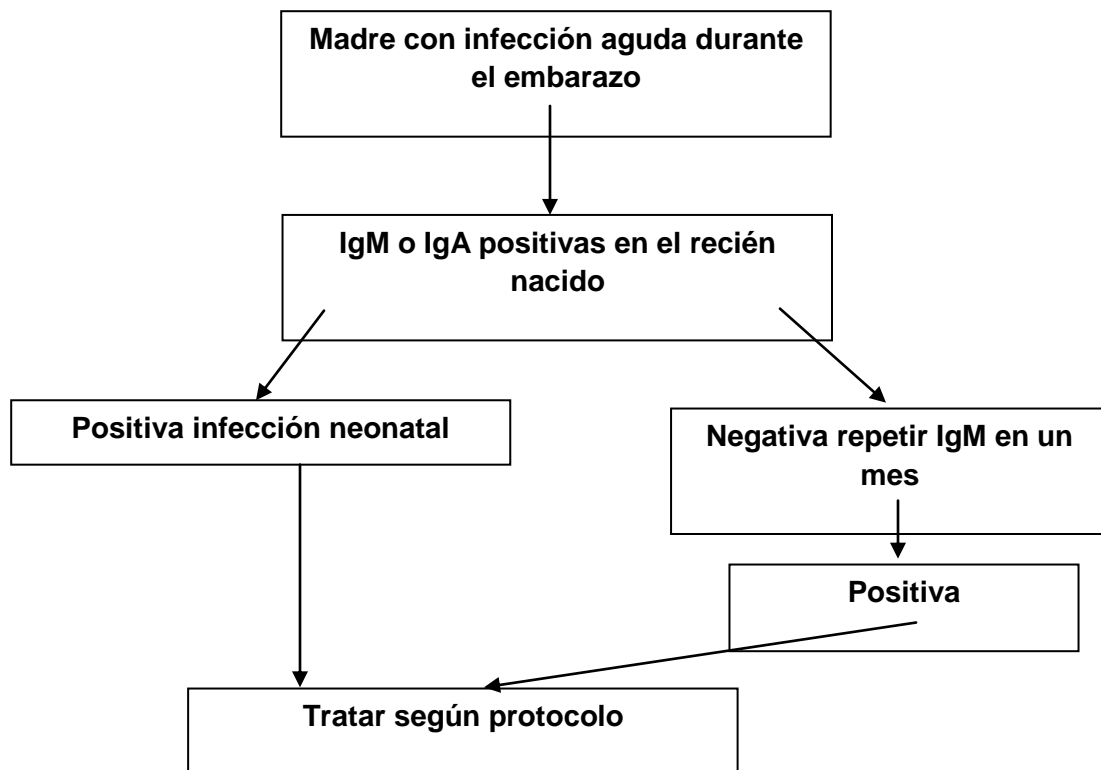 Madre con infección aguda durante
el embarazo
IgM o IgA positivas en el recién
nacido
Positiva infección neonatal
Negativa repetir IgM en un
mes
Positiva
Tratar según protocolo